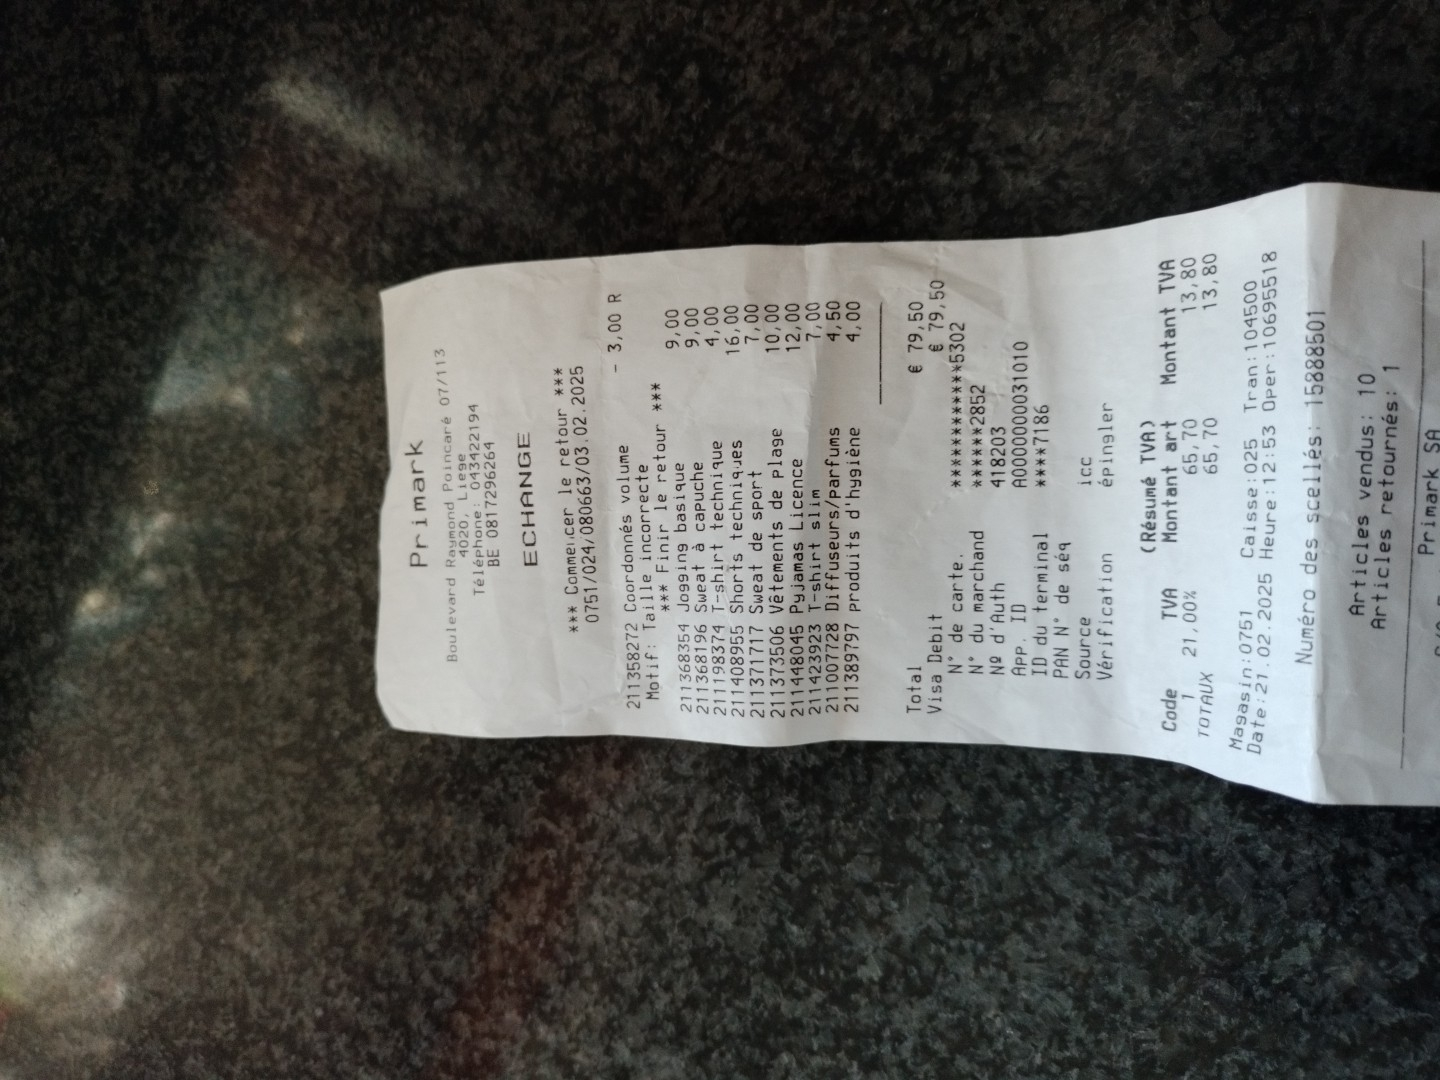 Primark
Boulevard Raymond Poincaré 07/113
4020, Liege
Téléphone: 043422194
BE 0817296264
ECHANGE
*** Commencer le retour ***
0751/024/080663/03.02.2025
211358272 Coordonnés volume - 3,00 R
Motif: Taille incorrecte
*** Finir le retour ***
211368354 Jogging basique 9,00
211368196 Sweat à capuche 9,00
211198374 T-shirt technique 4,00
211408955 Shorts techniques 16,00
211371717 Sweat de sport 7,00
211373506 Vêtements de plage 10,00
211448045 Pyjamas Licence 12,00
211423923 T-shirt slim 7,00
211007728 Diffuseurs/Parfums 4,50
211389797 Produits d'hygiène 4,00
Total € 79,50
Visa Debit € 79,50
N° de carte. ************5302
N° du marchand *****2852
Nº d'Auth 418203
App. ID A0000000031010
ID du terminal ****7186
PAN N° de séq
Source icc
Vérification épingler
(Résumé TVA)
Code TVA Montant art Montant TVA
1 21,00% 65,70 13,80
TOTAUX 65,70 13,80
Magasin:0751 Caisse:025 Tran:104500
Date:21.02.2025 Heure:12:53 Oper:10695518
Numéro des scellés: 15888501
Articles vendus: 10
Articles retournés: 1
Primark SA